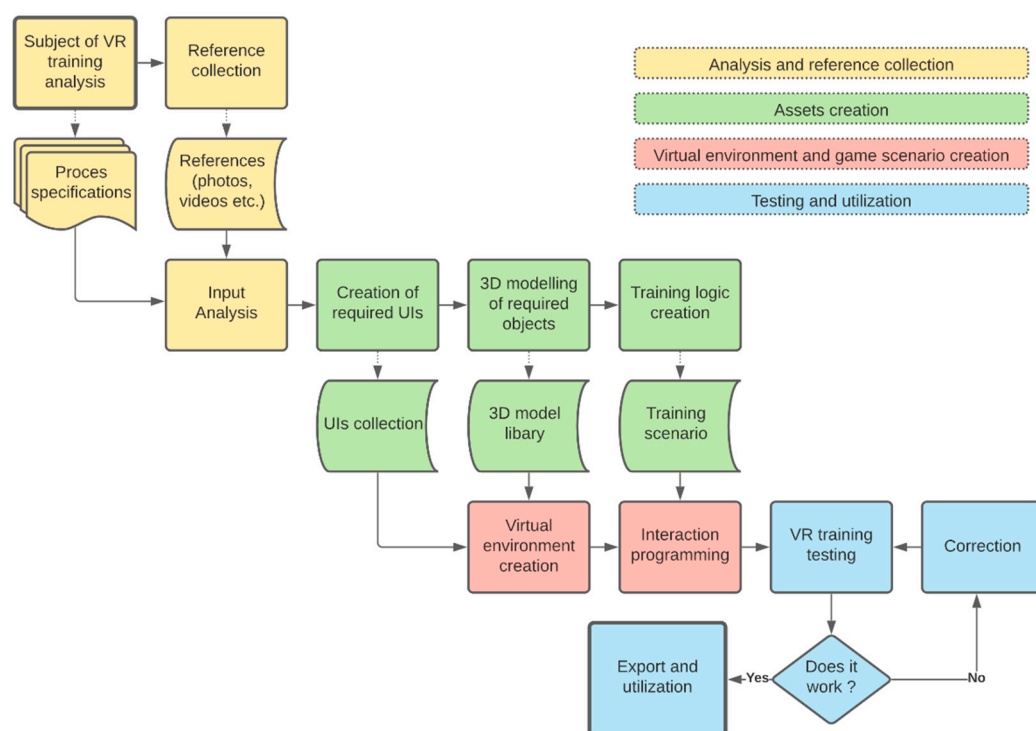 Subject of VR
training
analysis
Reference
collection
Analysis and reference collection
Assets creation
Virtual environment and game scenario creation
Testing and utilization
Proces
specifications
References
(photos,
videos etc.)
Input
Analysis
Creation of
required UIs
3D modelling
of required
objects
Training logic
creation
UIs collection
3D model
libary
Training
scenario
Virtual
environment
creation
Interaction
programming
VR training
testing
Correction
Export and
utilization
Yes
Does it
work ?
No